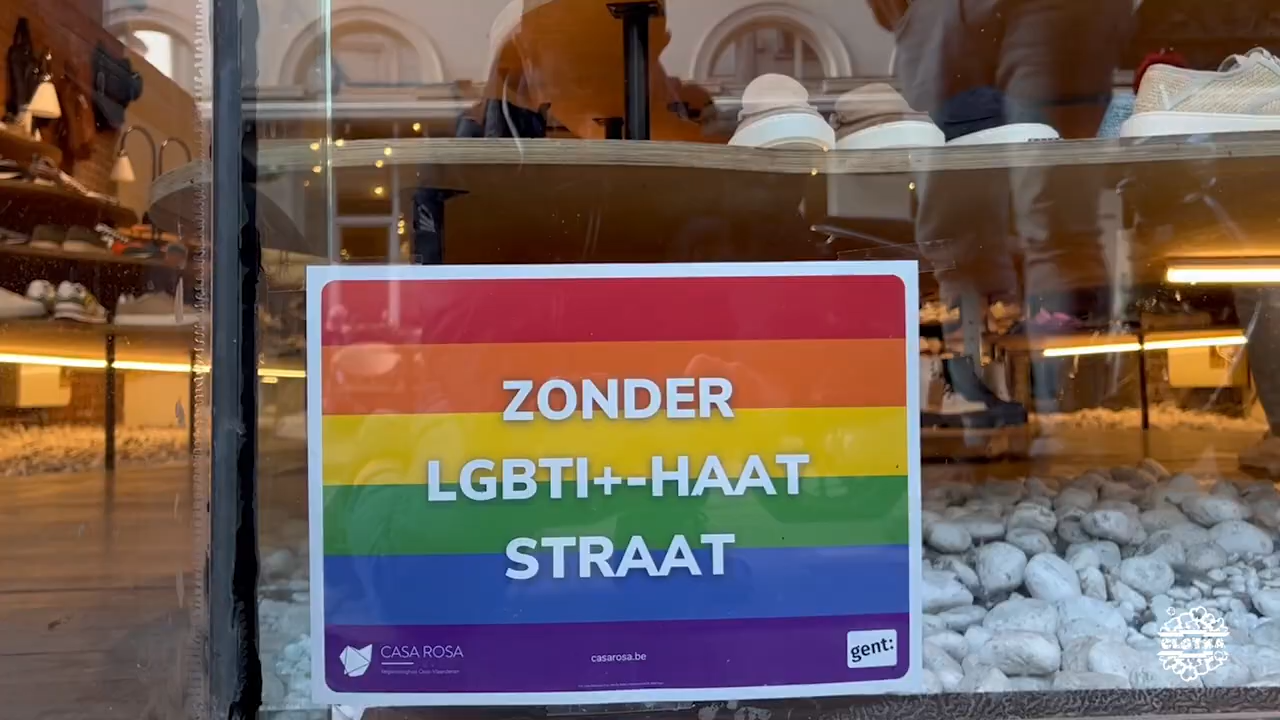 ZONDER
LGBTI+-HAAT
STRAAT
CASA ROSA
casarosa.be
gent: